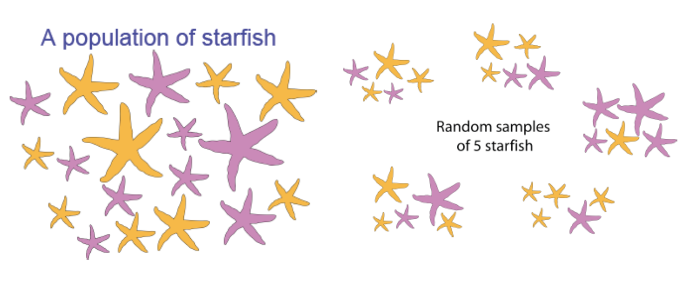 A population of starfish
Random samples
of 5 starfish